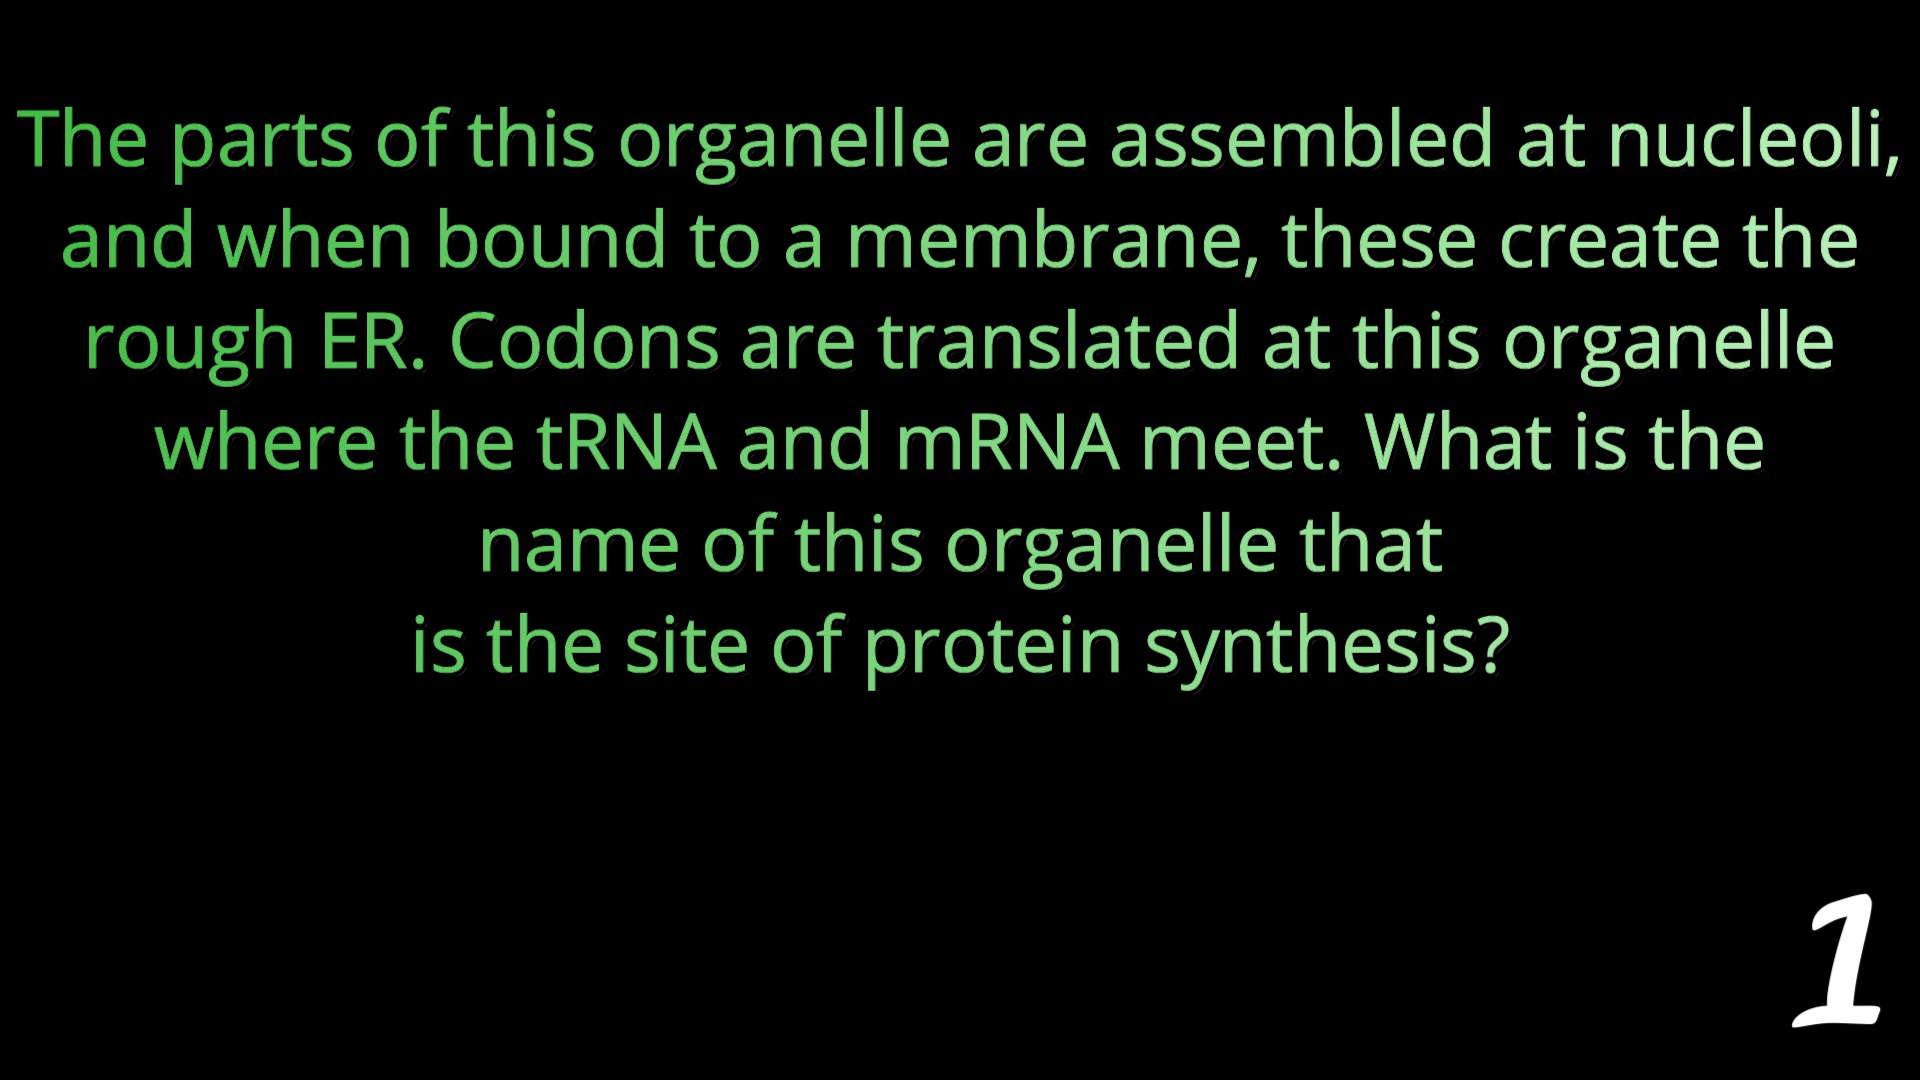 The parts of this organelle are assembled at nucleoli,
and when bound to a membrane, these create the
rough ER. Codons are translated at this organelle
where the tRNA and mRNA meet. What is the
name of this organelle that
is the site of protein synthesis?
1